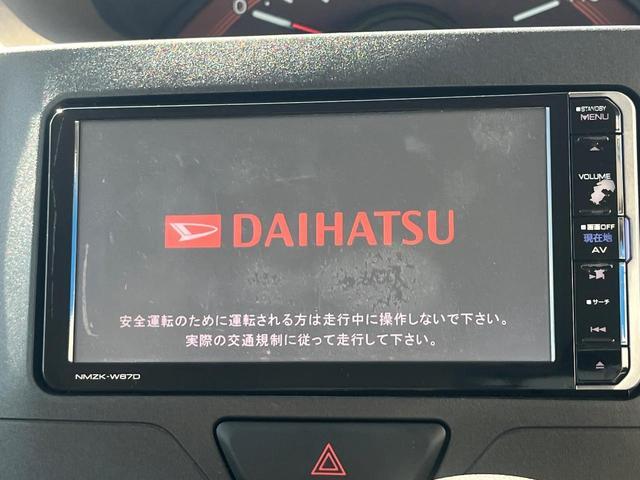 0
STANDBY
MENU
VOLUME
DAIHATSU
画面OFF
現在地
AV
サーチ
安全運転のために運転される方は走行中に操作しないで下さい。
実際の交通規制に従って走行して下さい。
NMZK-W67D